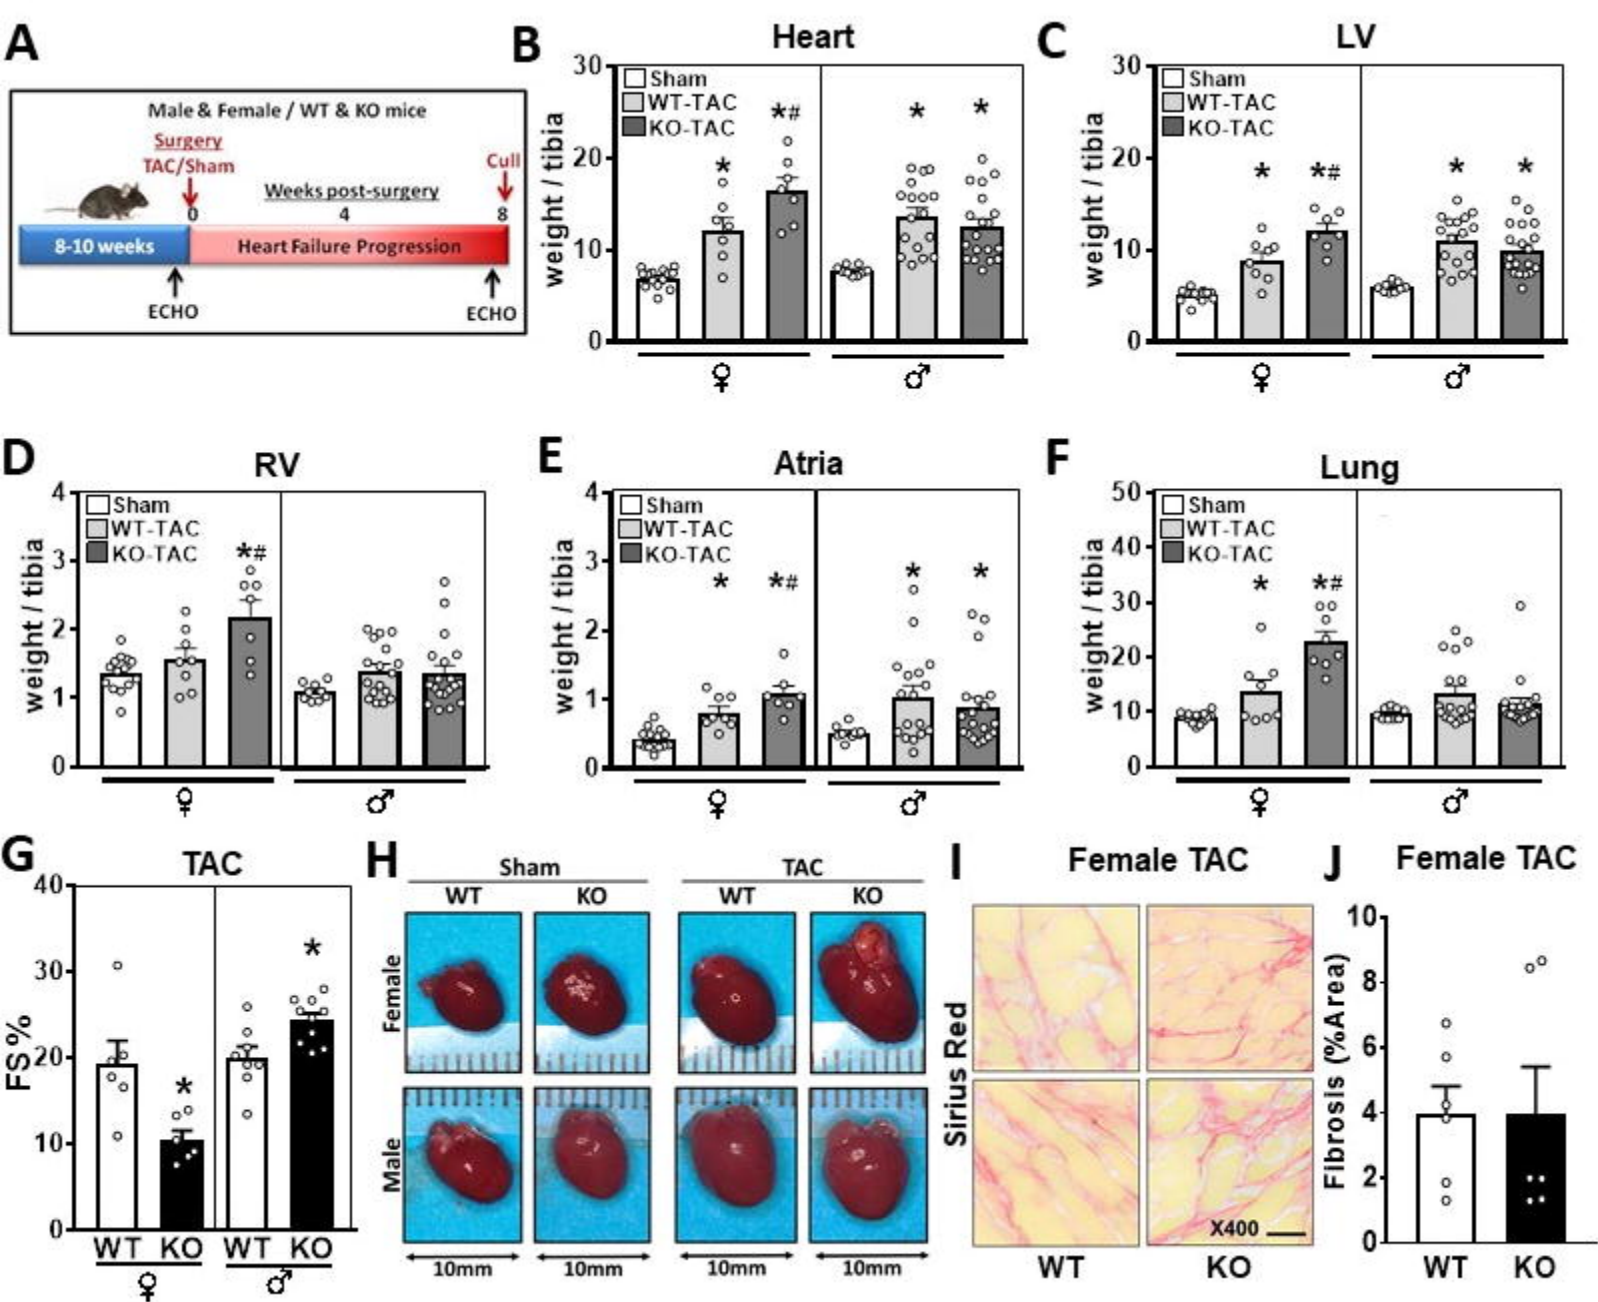 A
Male & Female / WT & KO mice
Surgery
TAC/Sham
Cull
Weeks post-surgery
0 4 8
8-10 weeks
Heart Failure Progression
ECHO
ECHO
B
Heart
weight / tibia
30
20
10
0
Sham
WT-TAC
KO-TAC
*
*#
*
*
♀
♂
C
LV
weight / tibia
30
20
10
0
Sham
WT-TAC
KO-TAC
*
*#
*
*
♀
♂
D
RV
weight / tibia
4
3
2
1
0
Sham
WT-TAC
KO-TAC
*#
♀
♂
E
Atria
weight / tibia
4
3
2
1
0
Sham
WT-TAC
KO-TAC
*
*#
*
*
♀
♂
F
Lung
weight / tibia
50
40
30
20
10
0
Sham
WT-TAC
KO-TAC
*
*#
♀
♂
G
TAC
FS %
40
30
20
10
0
*
*
WT KO WT KO
♀
♂
H
Sham
TAC
WT KO WT KO
Female
Male
10mm 10mm 10mm 10mm
I
Female TAC
Sirius Red
X400
WT KO
J
Female TAC
Fibrosis (%Area)
10
8
6
4
2
0
WT KO